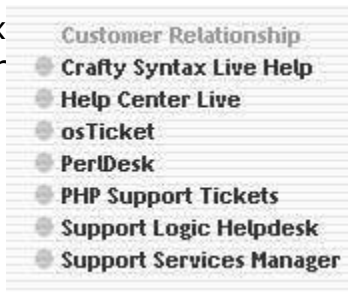 Customer Relationship
Crafty Syntax Live Help
Help Center Live
osTicket
PerlDesk
PHP Support Tickets
Support Logic Helpdesk
Support Services Manager